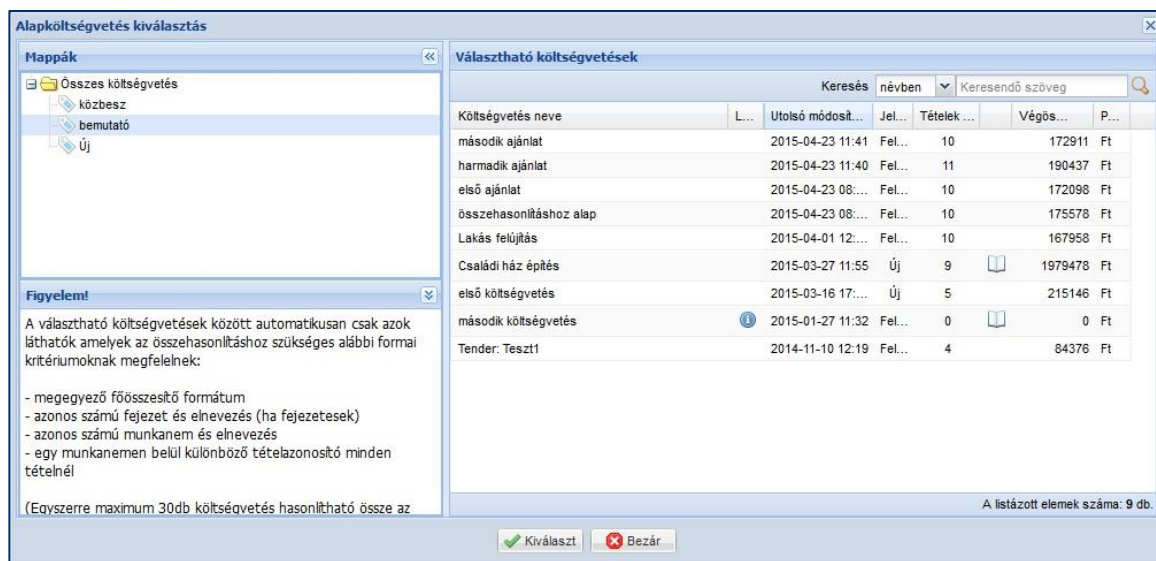 Alapköltségvetés kiválasztás
Mappák
Összes költségvetés
közbesz
bemutató
Új
Figyelem!
A választható költségvetések között automatikusan csak azok
láthatók amelyek az összehasonlításhoz szükséges alábbi formai
kritériumoknak megfelelnek:
- megegyező főösszesítő formátum
- azonos számú fejezet és elnevezés (ha fejezetesek)
- azonos számú munkanem és elnevezés
- egy munkanemen belül különböző tételazonosító minden
tételnél
(Egyszerre maximum 30db költségvetés hasonlítható össze az
Választható költségvetések
Keresés névben Keresendő szöveg
Költségvetés neve L... Utolsó módosít... Jel... Tételek ... Végös... P...
második ajánlat 2015-04-23 11:41 Fel... 10 172911 Ft
harmadik ajánlat 2015-04-23 11:40 Fel... 11 190437 Ft
első ajánlat 2015-04-23 08:... Fel... 10 172098 Ft
összehasonlításhoz alap 2015-04-23 08:... Fel... 10 175578 Ft
Lakás felújítás 2015-04-01 12:... Fel... 10 167958 Ft
Családi ház építés 2015-03-27 11:55 Új 9 1979478 Ft
első költségvetés 2015-03-16 17:... Új 5 215146 Ft
második költségvetés 2015-01-27 11:32 Fel... 0 0 Ft
Tender: Teszt1 2014-11-10 12:19 Fel... 4 84376 Ft
A listázott elemek száma: 9 db.
Kiválaszt Bezár